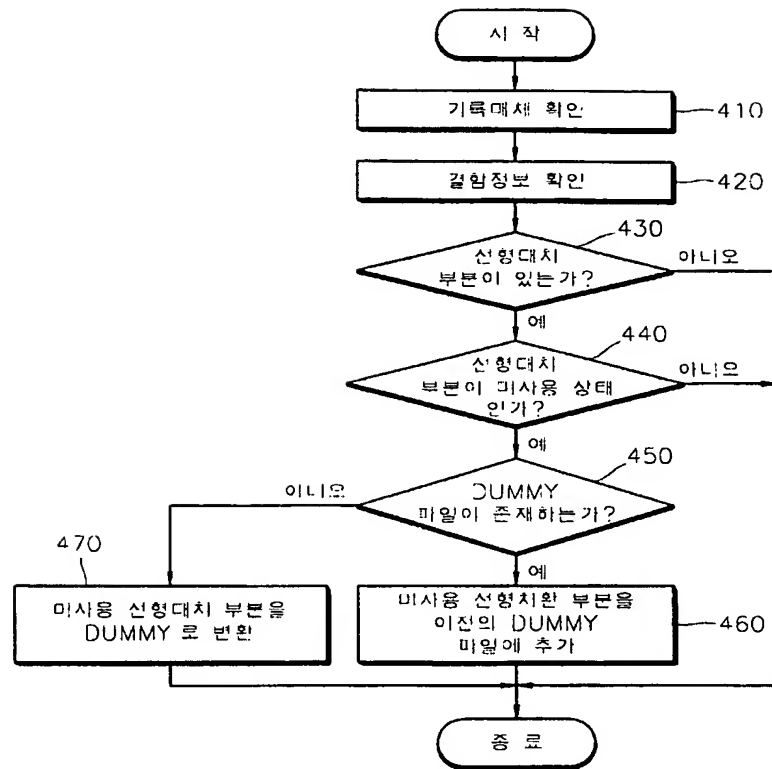 시 작
기록매체 확인
410
결함정보 확인
420
430
선형대치
부분이 있는가?
아니오
예
440
선형대치
부분이 미사용 상태
인가?
아니오
예
450
DUMMY
파일이 존재하는가?
아니오
예
470
미사용 선형대치 부분을
DUMMY 로 변환
미사용 선형치환 부분을
이전의 DUMMY
파일에 추가
460
종 료